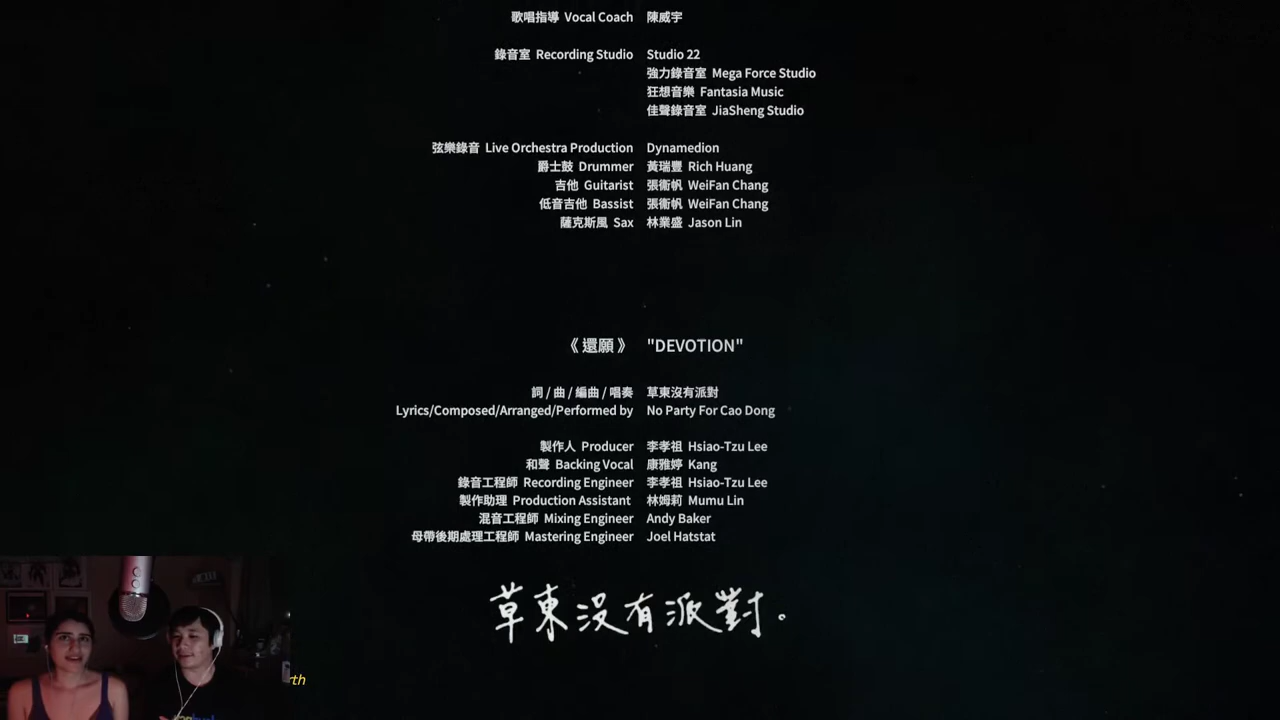 歌唱指導 Vocal Coach 陳威宇
錄音室 Recording Studio Studio 22
強力錄音室 Mega Force Studio
狂想音樂 Fantasia Music
佳聲錄音室 JiaSheng Studio
弦樂錄音 Live Orchestra Production Dynamedion
爵士鼓 Drummer 黃瑞豐 Rich Huang
吉他 Guitarist 張衞帆 WeiFan Chang
低音吉他 Bassist 張衞帆 WeiFan Chang
薩克斯風 Sax 林業盛 Jason Lin
《 還願 》 "DEVOTION"
詞 / 曲 / 編曲 / 唱奏 草東沒有派對
Lyrics/Composed/Arranged/Performed by No Party For Cao Dong
製作人 Producer 李孝祖 Hsiao-Tzu Lee
和聲 Backing Vocal 康雅婷 Kang
錄音工程師 Recording Engineer 李孝祖 Hsiao-Tzu Lee
製作助理 Production Assistant 林姆莉 Mumu Lin
混音工程師 Mixing Engineer Andy Baker
母帶後期處理工程師 Mastering Engineer Joel Hatstat
草東沒有派對。
rth